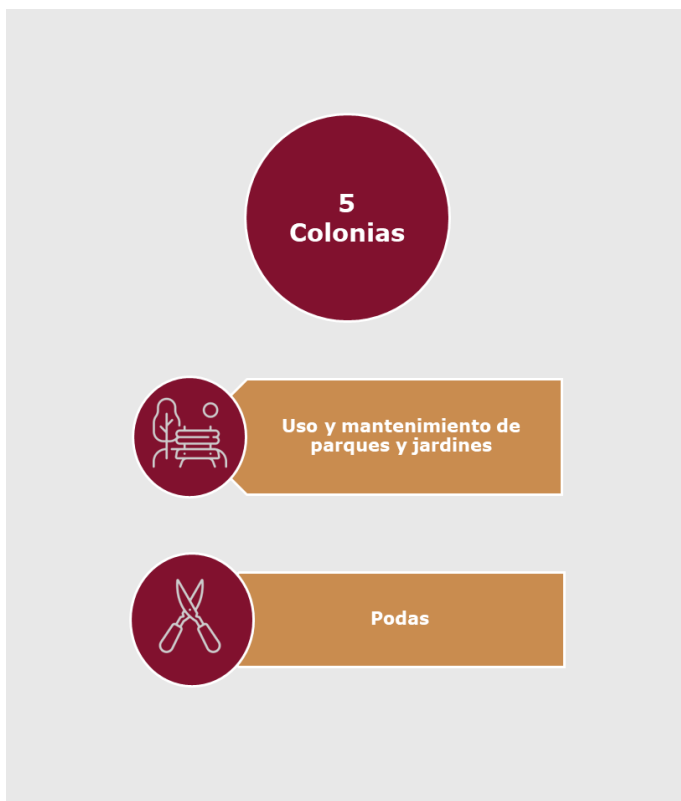 5
Colonias
Uso y mantenimiento de
parques y jardines
Podas